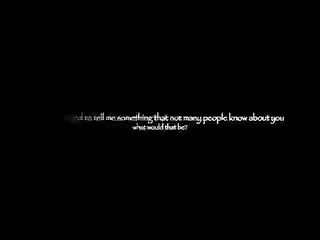 to tell me something that not many people know about you
what would that be?